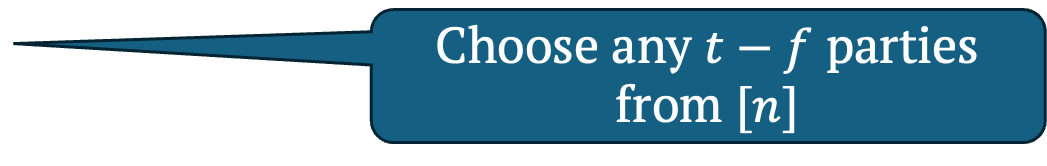 Choose any t − f parties
from [n]